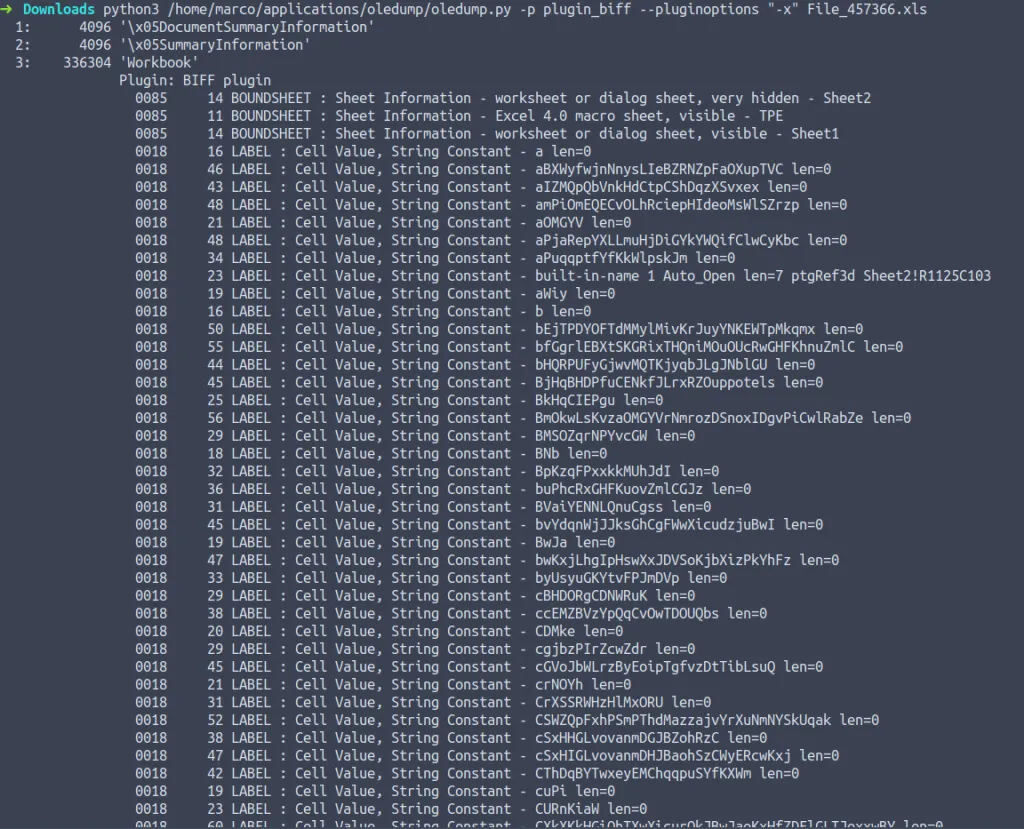 → Downloads python3 /home/marco/applications/oledump/oledump.py -p plugin_biff --pluginoptions "-x" File_457366.xls
1: 4096 '\x05DocumentSummaryInformation'
2: 4096 '\x05SummaryInformation'
3: 336304 'Workbook'
Plugin: BIFF plugin
0085 14 BOUNDSHEET : Sheet Information - worksheet or dialog sheet, very hidden - Sheet2
0085 11 BOUNDSHEET : Sheet Information - Excel 4.0 macro sheet, visible - TPE
0085 14 BOUNDSHEET : Sheet Information - worksheet or dialog sheet, visible - Sheet1
0018 16 LABEL : Cell Value, String Constant - a len=0
0018 46 LABEL : Cell Value, String Constant - aBXWyfwjnNnysLIeBZRNZpFaOXupTVC len=0
0018 43 LABEL : Cell Value, String Constant - aIZMQpQbVnkHdCtpCShDqzXSvxex len=0
0018 48 LABEL : Cell Value, String Constant - amPiOmEQECvOLhRciepHIdeoMsWlSZrzp len=0
0018 21 LABEL : Cell Value, String Constant - aOMGYV len=0
0018 48 LABEL : Cell Value, String Constant - aPjaRepYXLLmuHjDiGYkYWQifClwCyKbc len=0
0018 34 LABEL : Cell Value, String Constant - aPuqqptfYfKkWlpskJm len=0
0018 23 LABEL : Cell Value, String Constant - built-in-name 1 Auto_Open len=7 ptgRef3d Sheet2!R1125C103
0018 19 LABEL : Cell Value, String Constant - aWiy len=0
0018 16 LABEL : Cell Value, String Constant - b len=0
0018 50 LABEL : Cell Value, String Constant - bEjTPDYOFTdMMylMivKrJuyYNKEWTpMkqmx len=0
0018 55 LABEL : Cell Value, String Constant - bfGgrlEBXtSKGRixTHQniMOuOUcRwGHFKhnuZmlC len=0
0018 44 LABEL : Cell Value, String Constant - bHQRPUFyGjwvMQTKjyqbJLgJNblGU len=0
0018 45 LABEL : Cell Value, String Constant - BjHqBHDPfuCENkfJLrxRZOuppotels len=0
0018 25 LABEL : Cell Value, String Constant - BkHqCIEPgu len=0
0018 56 LABEL : Cell Value, String Constant - BmOkwLsKvzaOMGYVrNmrozDSnoxIDgvPiCwlRabZe len=0
0018 29 LABEL : Cell Value, String Constant - BMSOZqrNPYvcGW len=0
0018 18 LABEL : Cell Value, String Constant - BNb len=0
0018 32 LABEL : Cell Value, String Constant - BpKzqFPxxkkMUhJdI len=0
0018 36 LABEL : Cell Value, String Constant - buPhcRxGHFKuovZmlCGJz len=0
0018 31 LABEL : Cell Value, String Constant - BVaiYENNLQnuCgss len=0
0018 45 LABEL : Cell Value, String Constant - bvYdqnWjJJksGhCgFWwXicudzjuBwI len=0
0018 19 LABEL : Cell Value, String Constant - BwJa len=0
0018 47 LABEL : Cell Value, String Constant - bwKxjLhgIpHswXxJDVSoKjbXizPkYhFz len=0
0018 33 LABEL : Cell Value, String Constant - byUsyuGKYtvFPJmDVp len=0
0018 29 LABEL : Cell Value, String Constant - cBHDORgCDNWRuK len=0
0018 38 LABEL : Cell Value, String Constant - ccEMZBVzYpQqCvOwTDOUQbs len=0
0018 20 LABEL : Cell Value, String Constant - CDMke len=0
0018 29 LABEL : Cell Value, String Constant - cgjbzPIrZcwZdr len=0
0018 45 LABEL : Cell Value, String Constant - cGVoJbWLrzByEoipTgfvzDtTibLsuQ len=0
0018 21 LABEL : Cell Value, String Constant - crNOYh len=0
0018 31 LABEL : Cell Value, String Constant - CrXSSRWHzHlMxORU len=0
0018 52 LABEL : Cell Value, String Constant - CSWZQpFxhPSmPThdMazzajvYrXuNmNYSkUqak len=0
0018 38 LABEL : Cell Value, String Constant - cSxHHGLvovanmDGJBZohRzC len=0
0018 47 LABEL : Cell Value, String Constant - cSxHIGLvovanmDHJBaohSzCWyERcwKxj len=0
0018 42 LABEL : Cell Value, String Constant - CThDqBYTwxeyEMChqqpuSYfKXWm len=0
0018 19 LABEL : Cell Value, String Constant - cuPi len=0
0018 23 LABEL : Cell Value, String Constant - CURnKiaW len=0
0018 60 LABEL : Cell Value, String Constant - len=0